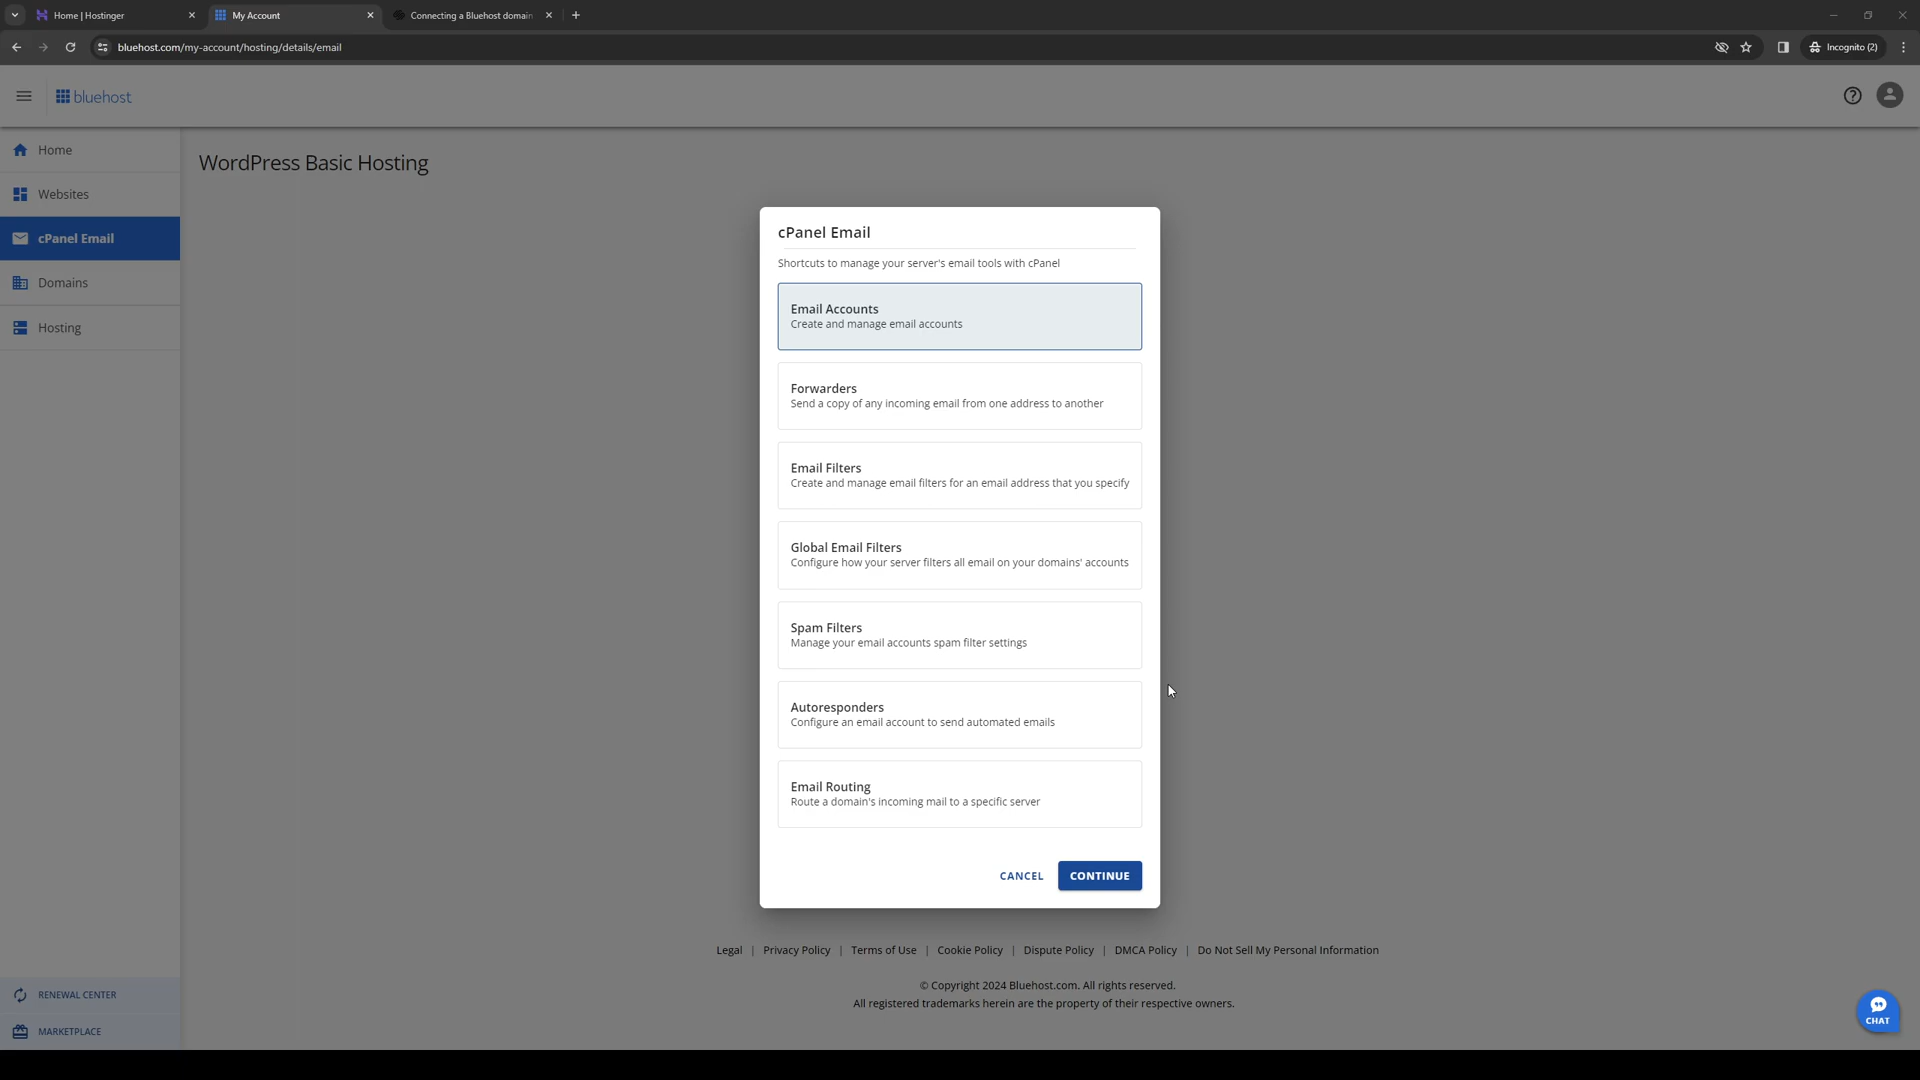 Home | Hostinger
My Account
Connecting a Bluehost domain
bluehost.com/my-account/hosting/details/email
Incognito (2)
bluehost
Home
Websites
cPanel Email
Domains
Hosting
RENEWAL CENTER
MARKETPLACE
WordPress Basic Hosting
cPanel Email
Shortcuts to manage your server's email tools with cPanel
Email Accounts
Create and manage email accounts
Forwarders
Send a copy of any incoming email from one address to another
Email Filters
Create and manage email filters for an email address that you specify
Global Email Filters
Configure how your server filters all email on your domains' accounts
Spam Filters
Manage your email accounts spam filter settings
Autoresponders
Configure an email account to send automated emails
Email Routing
Route a domain's incoming mail to a specific server
CANCEL
CONTINUE
Legal | Privacy Policy | Terms of Use | Cookie Policy | Dispute Policy | DMCA Policy | Do Not Sell My Personal Information
© Copyright 2024 Bluehost.com. All rights reserved.
All registered trademarks herein are the property of their respective owners.
CHAT